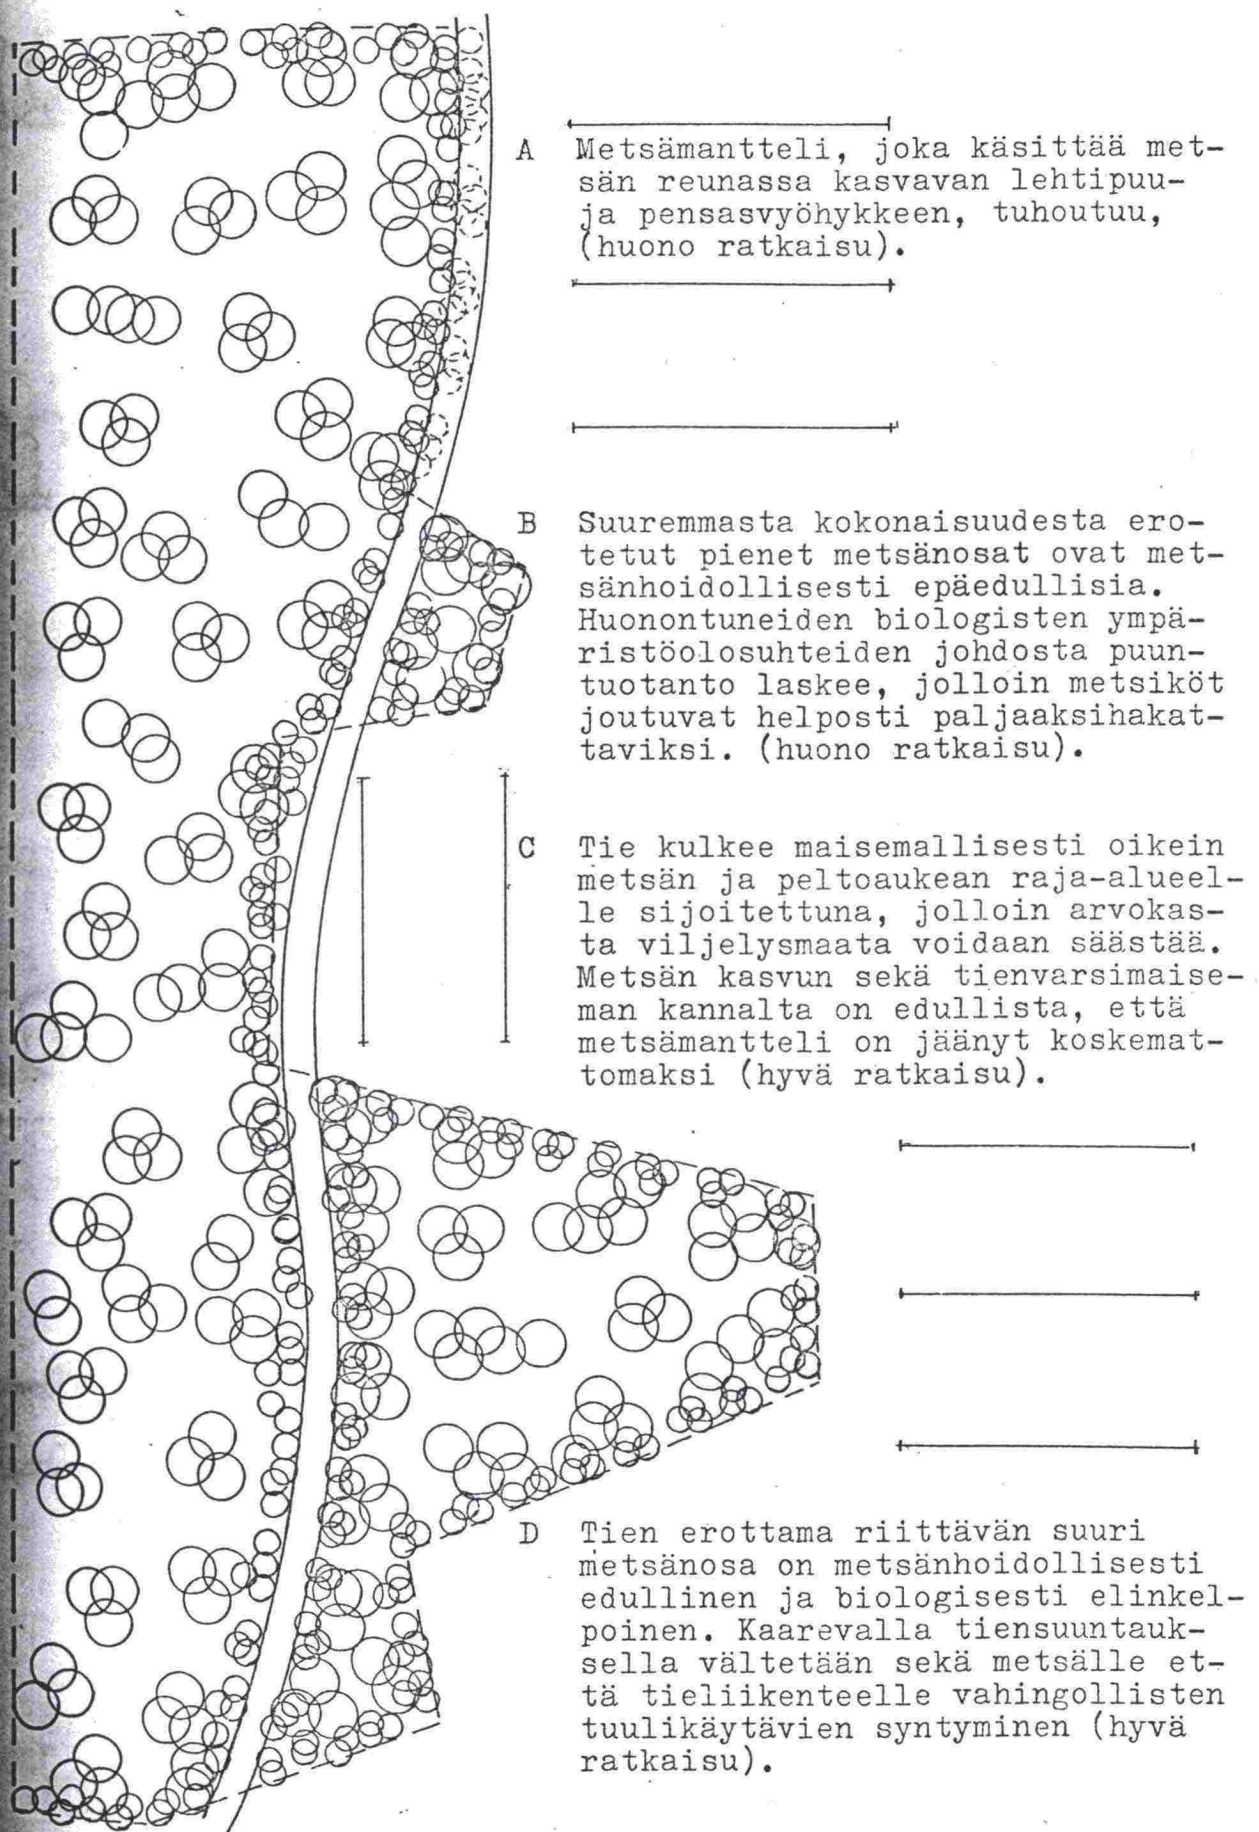 A Metsämantteli, joka käsittää met-
sän reunassa kasvavan lehtipuu-
ja pensasvyöhykkeen, tuhoutuu,
(huono ratkaisu).
B Suuremmasta kokonaisuudesta ero-
tetut pienet metsänosat ovat met-
sänhoidollisesti epäedullisia.
Huonontuneiden biologisten ympä-
ristöolosuhteiden johdosta puun-
tuotanto laskee, jolloin metsiköt
joutuvat helposti paljaaksihakat-
taviksi. (huono ratkaisu).
C Tie kulkee maisemallisesti oikein
metsän ja peltoaukean raja-alueel-
le sijoitettuna, jolloin arvokas-
ta viljelysmaata voidaan säästää.
Metsän kasvun sekä tienvarsimaise-
man kannalta on edullista, että
metsämantteli on jäänyt koskemat-
tomaksi (hyvä ratkaisu).
D Tien erottama riittävän suuri
metsänosa on metsänhoidollisesti
edullinen ja biologisesti elinkel-
poinen. Kaarevalla tiensuuntauk-
sella vältetään sekä metsälle et-
tä tieliikenteelle vahingollisten
tuulikäytävien syntyminen (hyvä
ratkaisu).